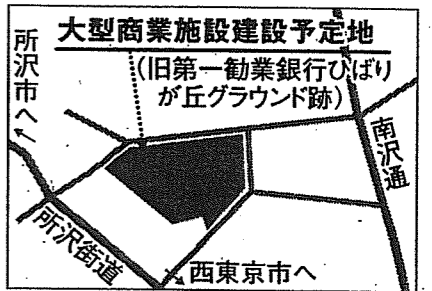 大型商業施設建設予定地
(旧第一勧業銀行ひばり
が丘グラウンド跡)
所沢市へ
南沢通
所沢街道
西東京市へ